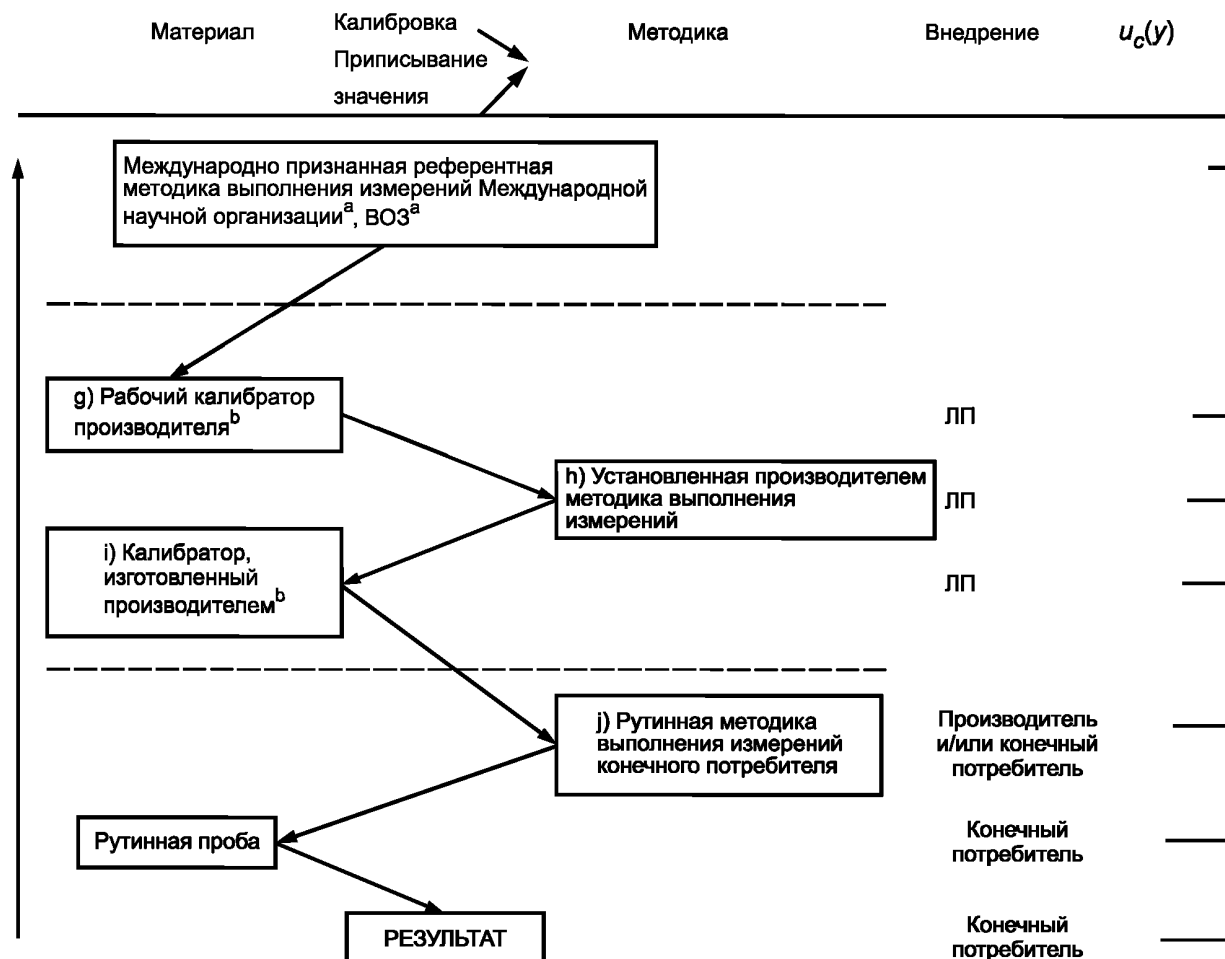 Материал
Калибровка
Приписывание
значения
Методика
Внедрение
u_c(y)
Международно признанная референтная
методика выполнения измерений Международной
научной организации^a, ВОЗ^a
g) Рабочий калибратор
производителя^b
ЛП
h) Установленная производителем
методика выполнения
измерений
ЛП
i) Калибратор,
изготовленный
производителем^b
ЛП
j) Рутинная методика
выполнения измерений
конечного потребителя
Производитель
и/или конечный
потребитель
Рутинная проба
Конечный
потребитель
РЕЗУЛЬТАТ
Конечный
потребитель